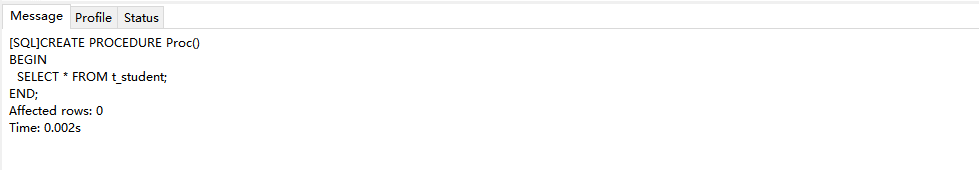 Message Profile Status
[SQL]CREATE PROCEDURE Proc()
BEGIN
SELECT * FROM t_student;
END;
Affected rows: 0
Time: 0.002s